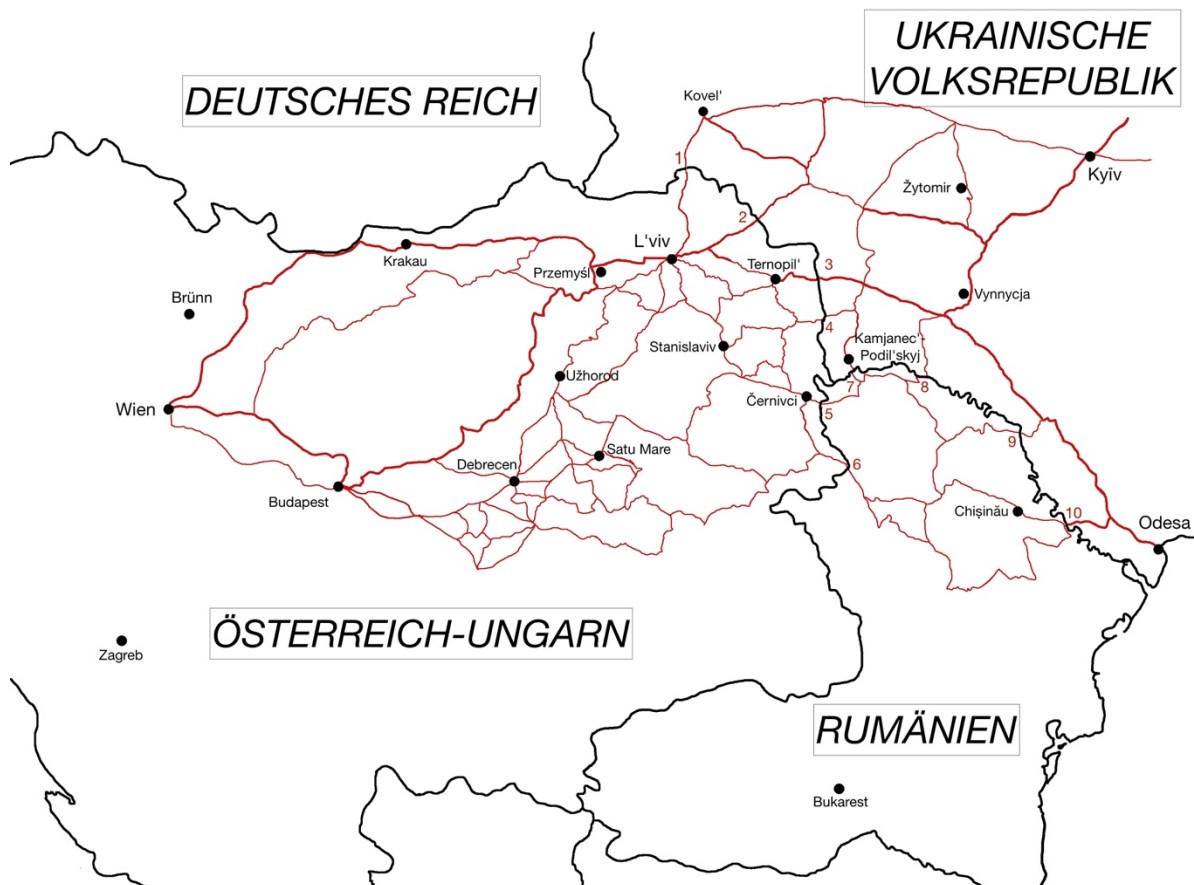 UKRAINISCHE
VOLKSREPUBLIK
DEUTSCHES REICH
Kovel'
1
Kyïv
Žytomir
2
L'viv
Krakau
Przemyśl
Ternopil'
3
Brünn
Vynnycja
4
Stanislaviv
Kamjanec'-
Podil'skyj
Užhorod
7
8
Černivci
Wien
5
9
Satu Mare
Debrecen
6
Budapest
Chișinău
10
Odesa
ÖSTERREICH-UNGARN
Zagreb
RUMÄNIEN
Bukarest